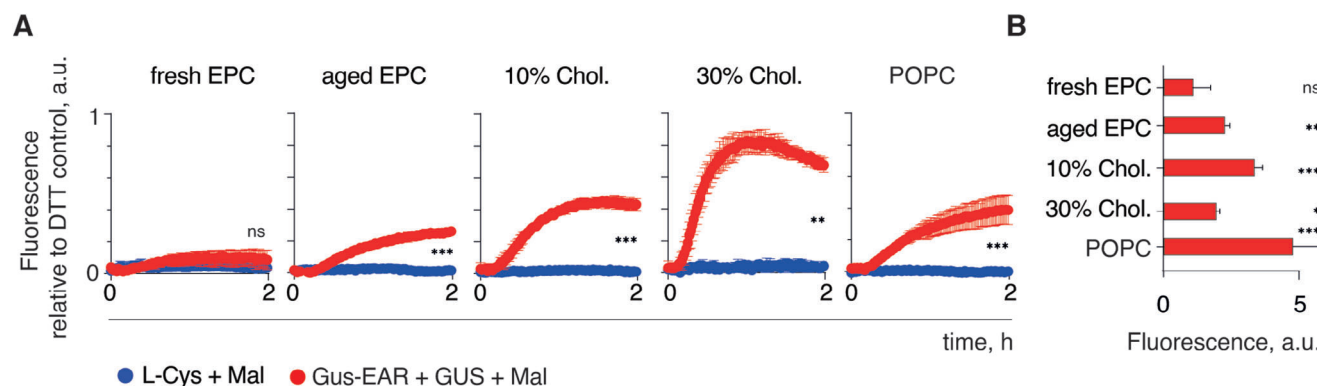 A
B
fresh EPC
aged EPC
10% Chol.
30% Chol.
POPC
Fluorescence
relative to DTT control, a.u.
1
0
ns
***
***
**
***
0
2
0
2
0
2
0
2
0
2
time, h
L-Cys + Mal
Gus-EAR + GUS + Mal
fresh EPC
ns
aged EPC
**
10% Chol.
***
30% Chol.
*
***
POPC
0
5
Fluorescence, a.u.